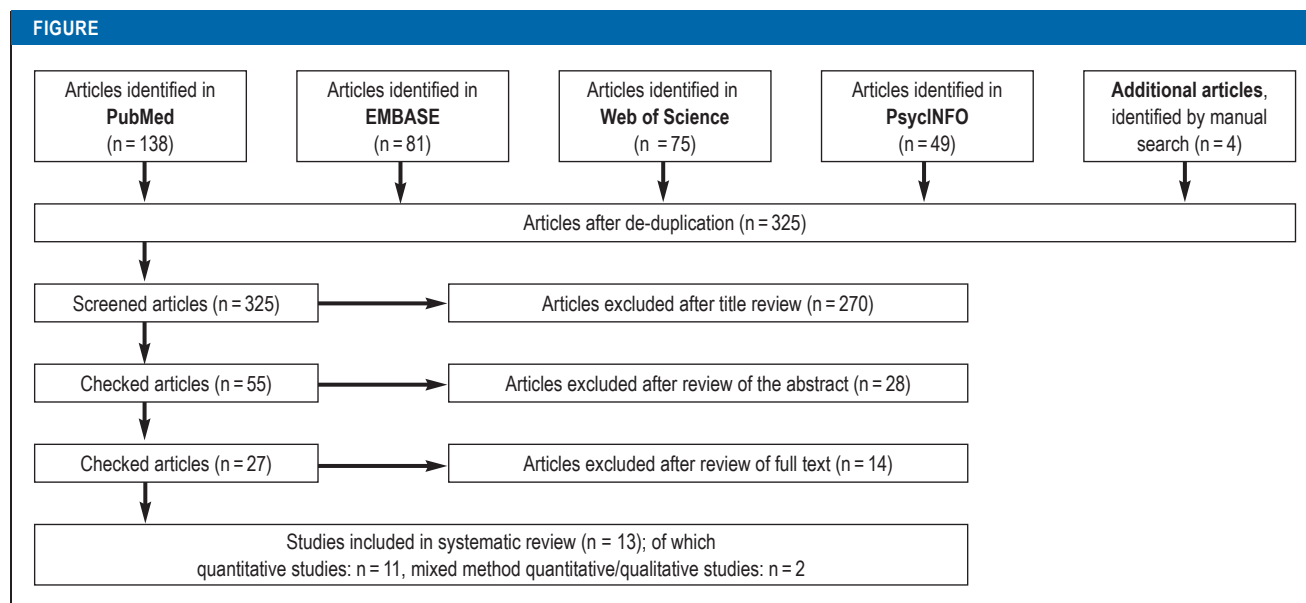 FIGURE
Articles identified in
PubMed
(n = 138)
Articles identified in
EMBASE
(n = 81)
Articles identified in
Web of Science
(n = 75)
Articles identified in
PsycINFO
(n = 49)
Additional articles,
identified by manual
search (n = 4)
Articles after de-duplication (n = 325)
Screened articles (n = 325)
Articles excluded after title review (n = 270)
Checked articles (n = 55)
Articles excluded after review of the abstract (n = 28)
Checked articles (n = 27)
Articles excluded after review of full text (n = 14)
Studies included in systematic review (n = 13); of which
quantitative studies: n = 11, mixed method quantitative/qualitative studies: n = 2